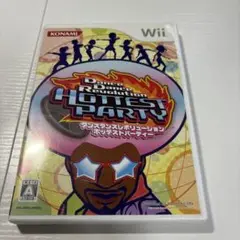 KONAMI
Wii
Dance
Dance
Revolution
HOTTEST
PARTY
ダンスダンスレボリューション
ホッテストパーティー
A